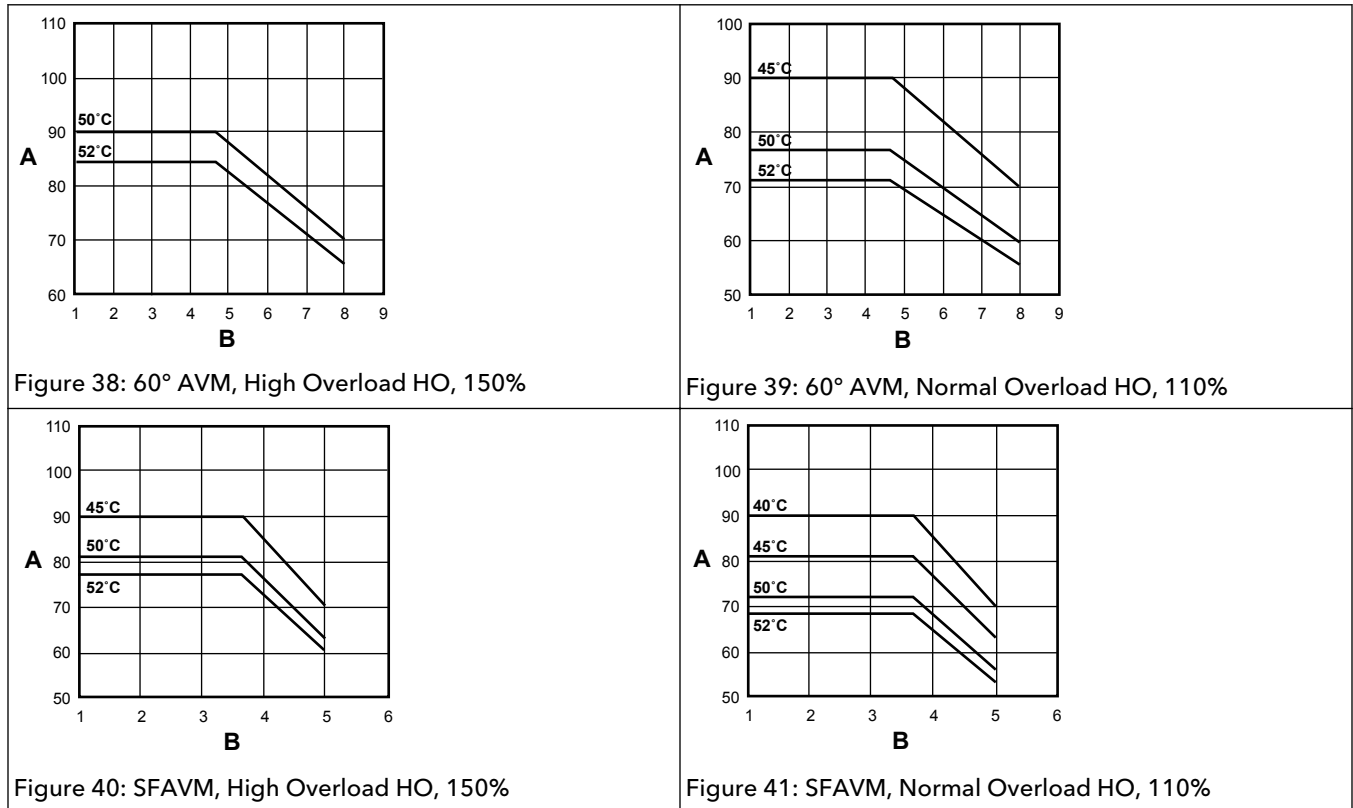 110
100
90
80
70
60
50˚C
52˚C
A
1 2 3 4 5 6 7 8 9
B
Figure 38: 60° AVM, High Overload HO, 150%
100
90
80
70
60
50
45˚C
50˚C
52˚C
A
1 2 3 4 5 6 7 8 9
B
Figure 39: 60° AVM, Normal Overload HO, 110%
110
100
90
80
70
60
50
45˚C
50˚C
52˚C
A
1 2 3 4 5 6
B
Figure 40: SFAVM, High Overload HO, 150%
110
100
90
80
70
60
50
40˚C
45˚C
50˚C
52˚C
A
1 2 3 4 5 6
B
Figure 41: SFAVM, Normal Overload HO, 110%